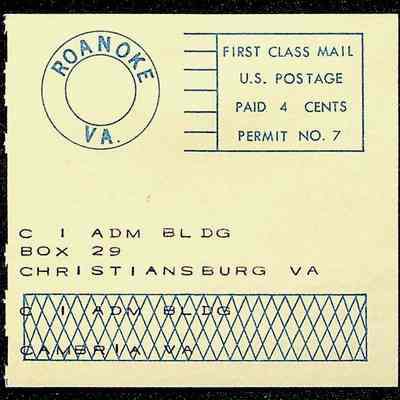 ROANOKE
VA.
FIRST CLASS MAIL
U.S. POSTAGE
PAID 4 CENTS
PERMIT NO. 7
C I ADM BLDG
BOX 29
CHRISTIANSBURG VA
C I ADM BLDG
CAMBRIA VA